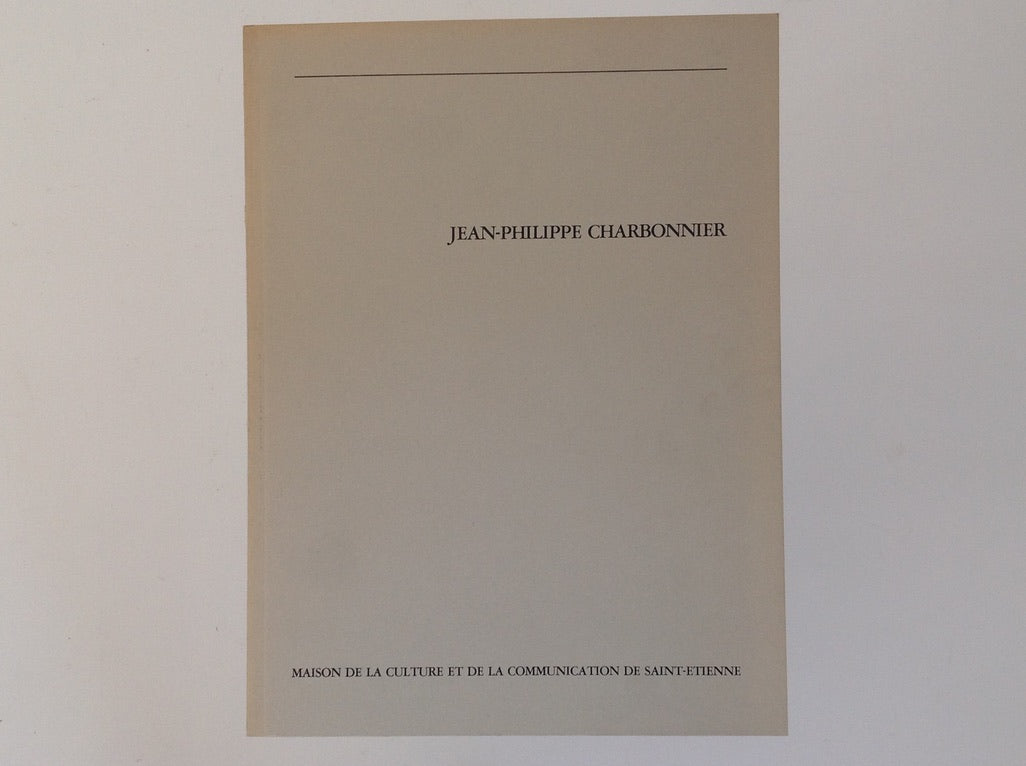 JEAN-PHILIPPE CHARBONNIER
MAISON DE LA CULTURE ET DE LA COMMUNICATION DE SAINT-ETIENNE